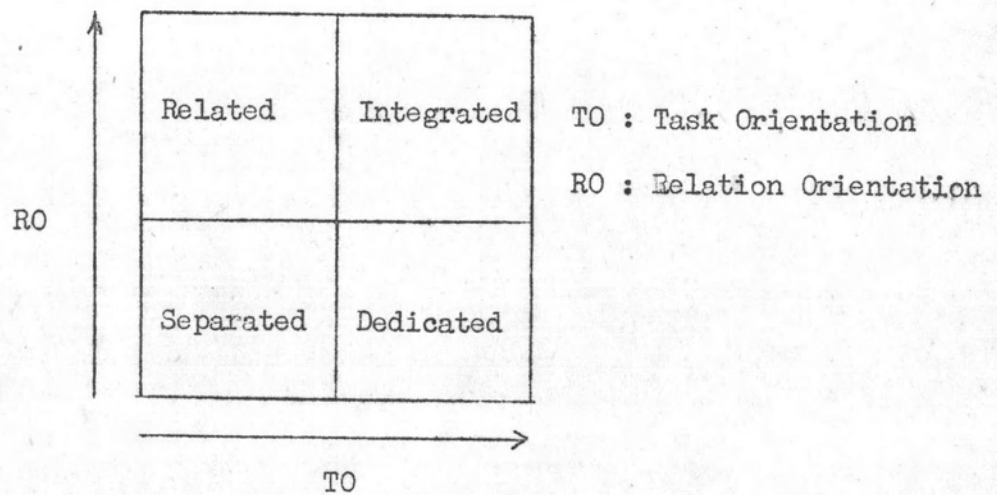 Related Integrated
TO : Task Orientation
RO : Relation Orientation
RO
Separated Dedicated
TO